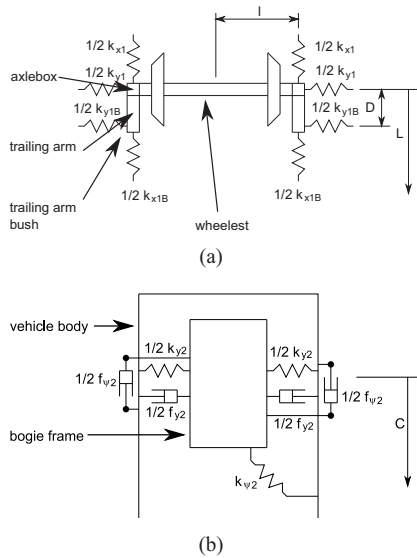 l
1/2 kx1
1/2 kx1
1/2 ky1
1/2 ky1
axlebox
1/2 ky1B
1/2 ky1B
D
L
trailing arm
trailing arm
bush
1/2 kx1B
1/2 kx1B
wheelest
(a)
vehicle body
1/2 ky2
1/2 ky2
1/2 fψ2
1/2 fψ2
1/2 fy2
1/2 fy2
C
bogie frame
kψ2
(b)